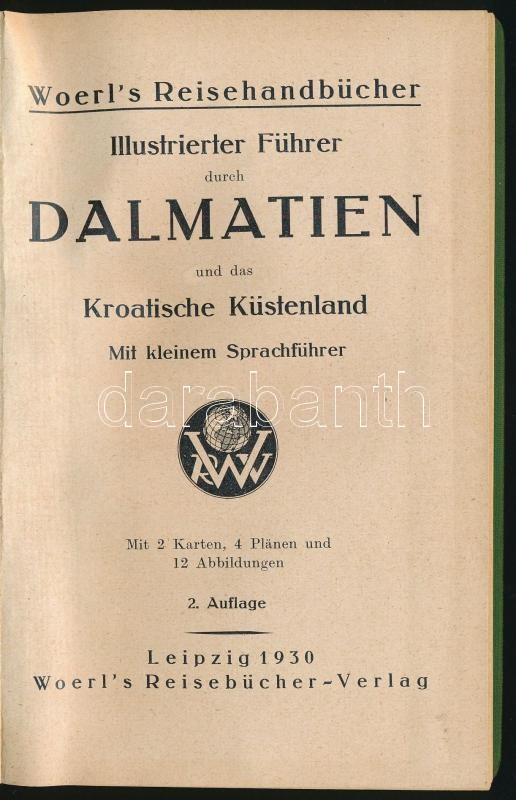 Woerl's Reisehandbücher
Illustrierter Führer
durch
DALMATIEN
und das
Kroatische Küstenland
Mit kleinem Sprachführer
darabanth
RWV
Mit 2 Karten, 4 Plänen und
12 Abbildungen
2. Auflage
Leipzig 1930
Woerl's Reisebücher-Verlag